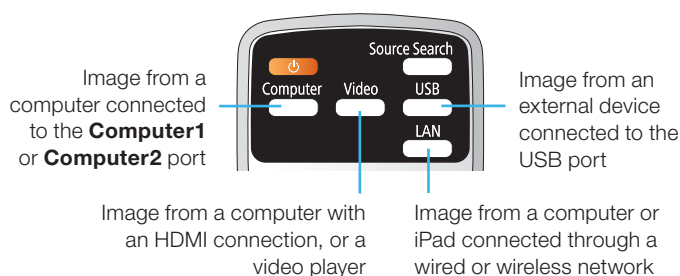 Source Search
Computer
Video
USB
LAN
Image from a
computer connected
to the Computer1
or Computer2 port
Image from an
external device
connected to the
USB port
Image from a computer with
an HDMI connection, or a
video player
Image from a computer or
iPad connected through a
wired or wireless network